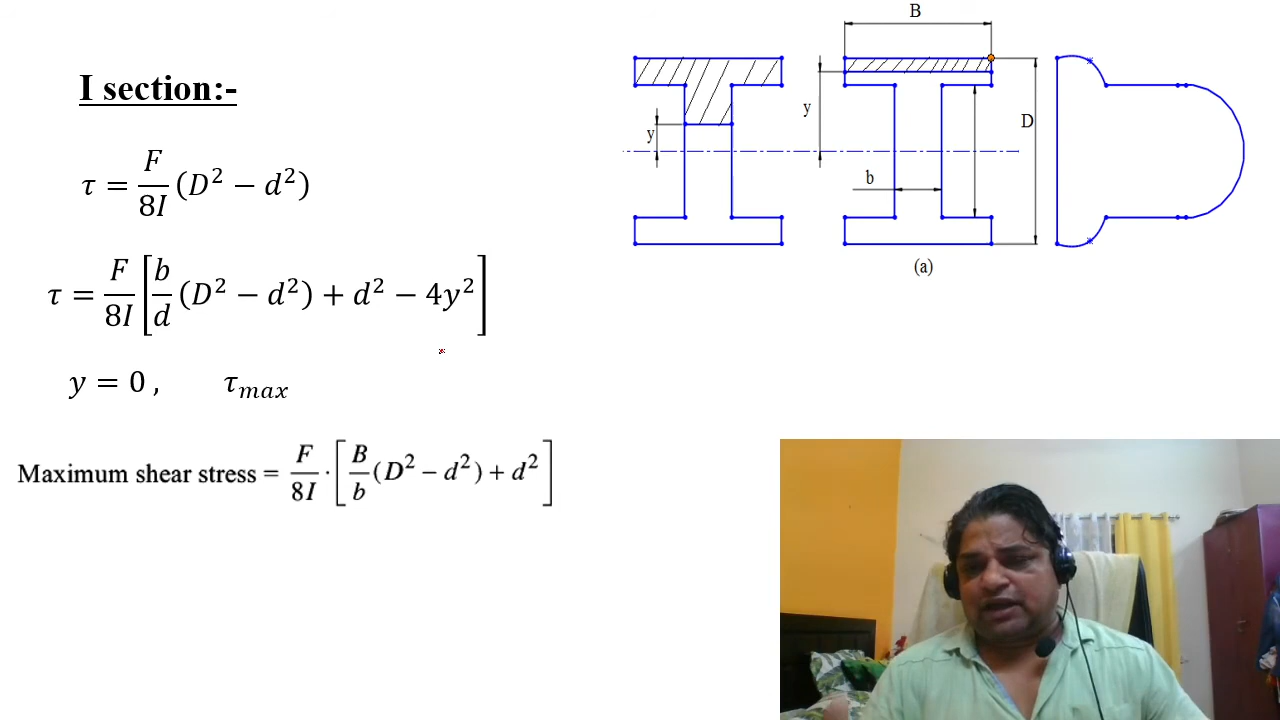 I section:-
τ = F/8I (D² − d²)
τ = F/8I [b/d (D² − d²) + d² − 4y²]
y = 0 , τmax
Maximum shear stress = F/8I · [B/b (D² − d²) + d²]
B
y
y
D
b
(a)